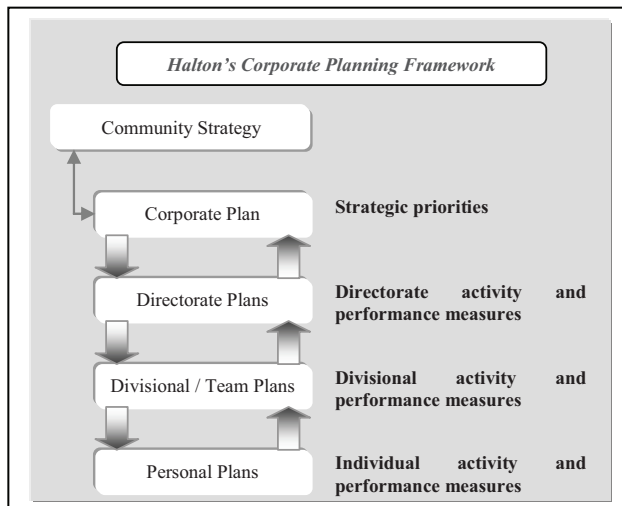 Halton's Corporate Planning Framework
Community Strategy
Corporate Plan
Strategic priorities
Directorate Plans
Directorate activity and
performance measures
Divisional / Team Plans
Divisional activity and
performance measures
Personal Plans
Individual activity and
performance measures